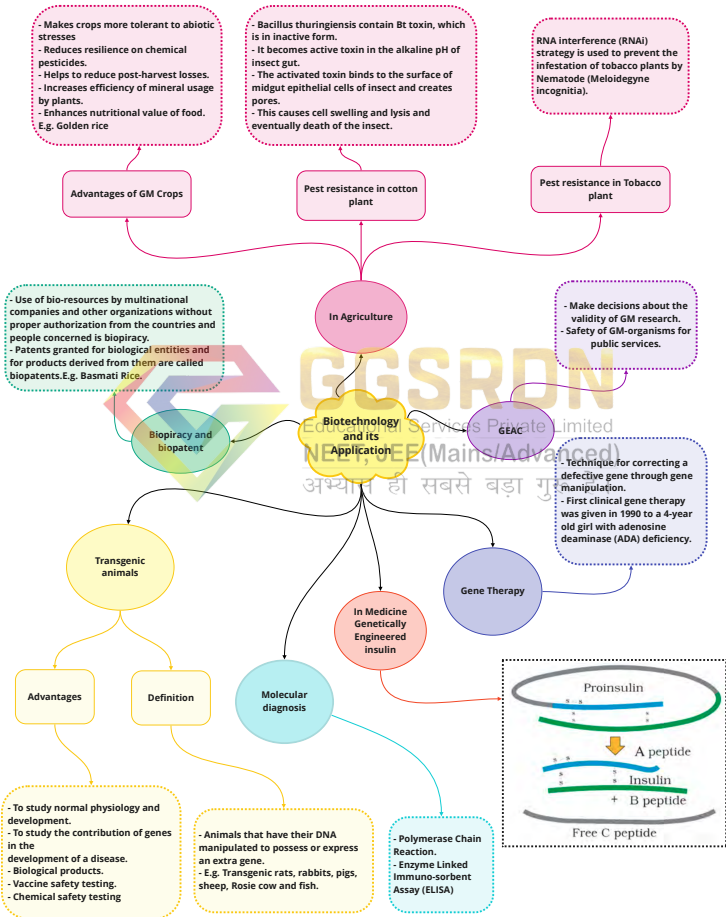 - Makes crops more tolerant to abiotic
stresses
- Reduces resilience on chemical
pesticides.
- Helps to reduce post-harvest losses.
- Increases efficiency of mineral usage
by plants.
- Enhances nutritional value of food.
E.g. Golden rice
- Bacillus thuringiensis contain Bt toxin, which
is in inactive form.
- It becomes active toxin in the alkaline pH of
insect gut.
- The activated toxin binds to the surface of
midgut epithelial cells of insect and creates
pores.
- This causes cell swelling and lysis and
eventually death of the insect.
RNA interference (RNAi)
strategy is used to prevent the
infestation of tobacco plants by
Nematode (Meloidegyne
incognitia).
Advantages of GM Crops
Pest resistance in cotton
plant
Pest resistance in Tobacco
plant
In Agriculture
- Use of bio-resources by multinational
companies and other organizations without
proper authorization from the countries and
people concerned is biopiracy.
- Patents granted for biological entities and
for products derived from them are called
biopatents.E.g. Basmati Rice.
- Make decisions about the
validity of GM research.
- Safety of GM-organisms for
public services.
GGSRDN
Educational Services Private Limited
NEET, JEE(Mains/Advanced)
अभ्यास ही सबसे बड़ा गुरु है
Biopiracy and
biopatent
Biotechnology
and its
Application
GEAC
- Technique for correcting a
defective gene through gene
manipulation.
- First clinical gene therapy
was given in 1990 to a 4-year
old girl with adenosine
deaminase (ADA) deficiency.
Transgenic
animals
Gene Therapy
In Medicine
Genetically
Engineered
insulin
Advantages
Definition
Molecular
diagnosis
Proinsulin
s s
s s
s s
A peptide
s s
s s
s s
Insulin
+ B peptide
Free C peptide
- To study normal physiology and
development.
- To study the contribution of genes
in the
development of a disease.
- Biological products.
- Vaccine safety testing.
- Chemical safety testing
- Animals that have their DNA
manipulated to possess or express
an extra gene.
- E.g. Transgenic rats, rabbits, pigs,
sheep, Rosie cow and fish.
- Polymerase Chain
Reaction.
- Enzyme Linked
Immuno-sorbent
Assay (ELISA)